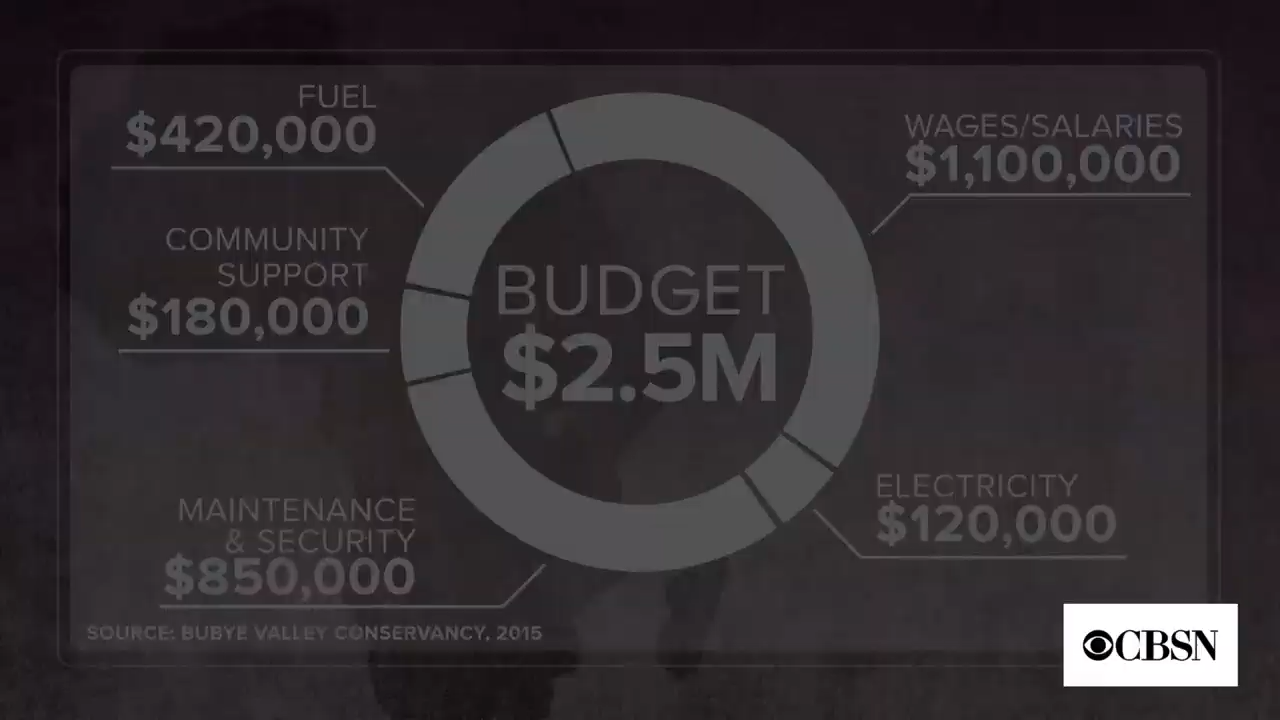 FUEL
$420,000
WAGES/SALARIES
$1,100,000
COMMUNITY
SUPPORT
$180,000
BUDGET
$2.5M
MAINTENANCE
& SECURITY
$850,000
ELECTRICITY
$120,000
SOURCE: BUBYE VALLEY CONSERVANCY, 2015
CBSN